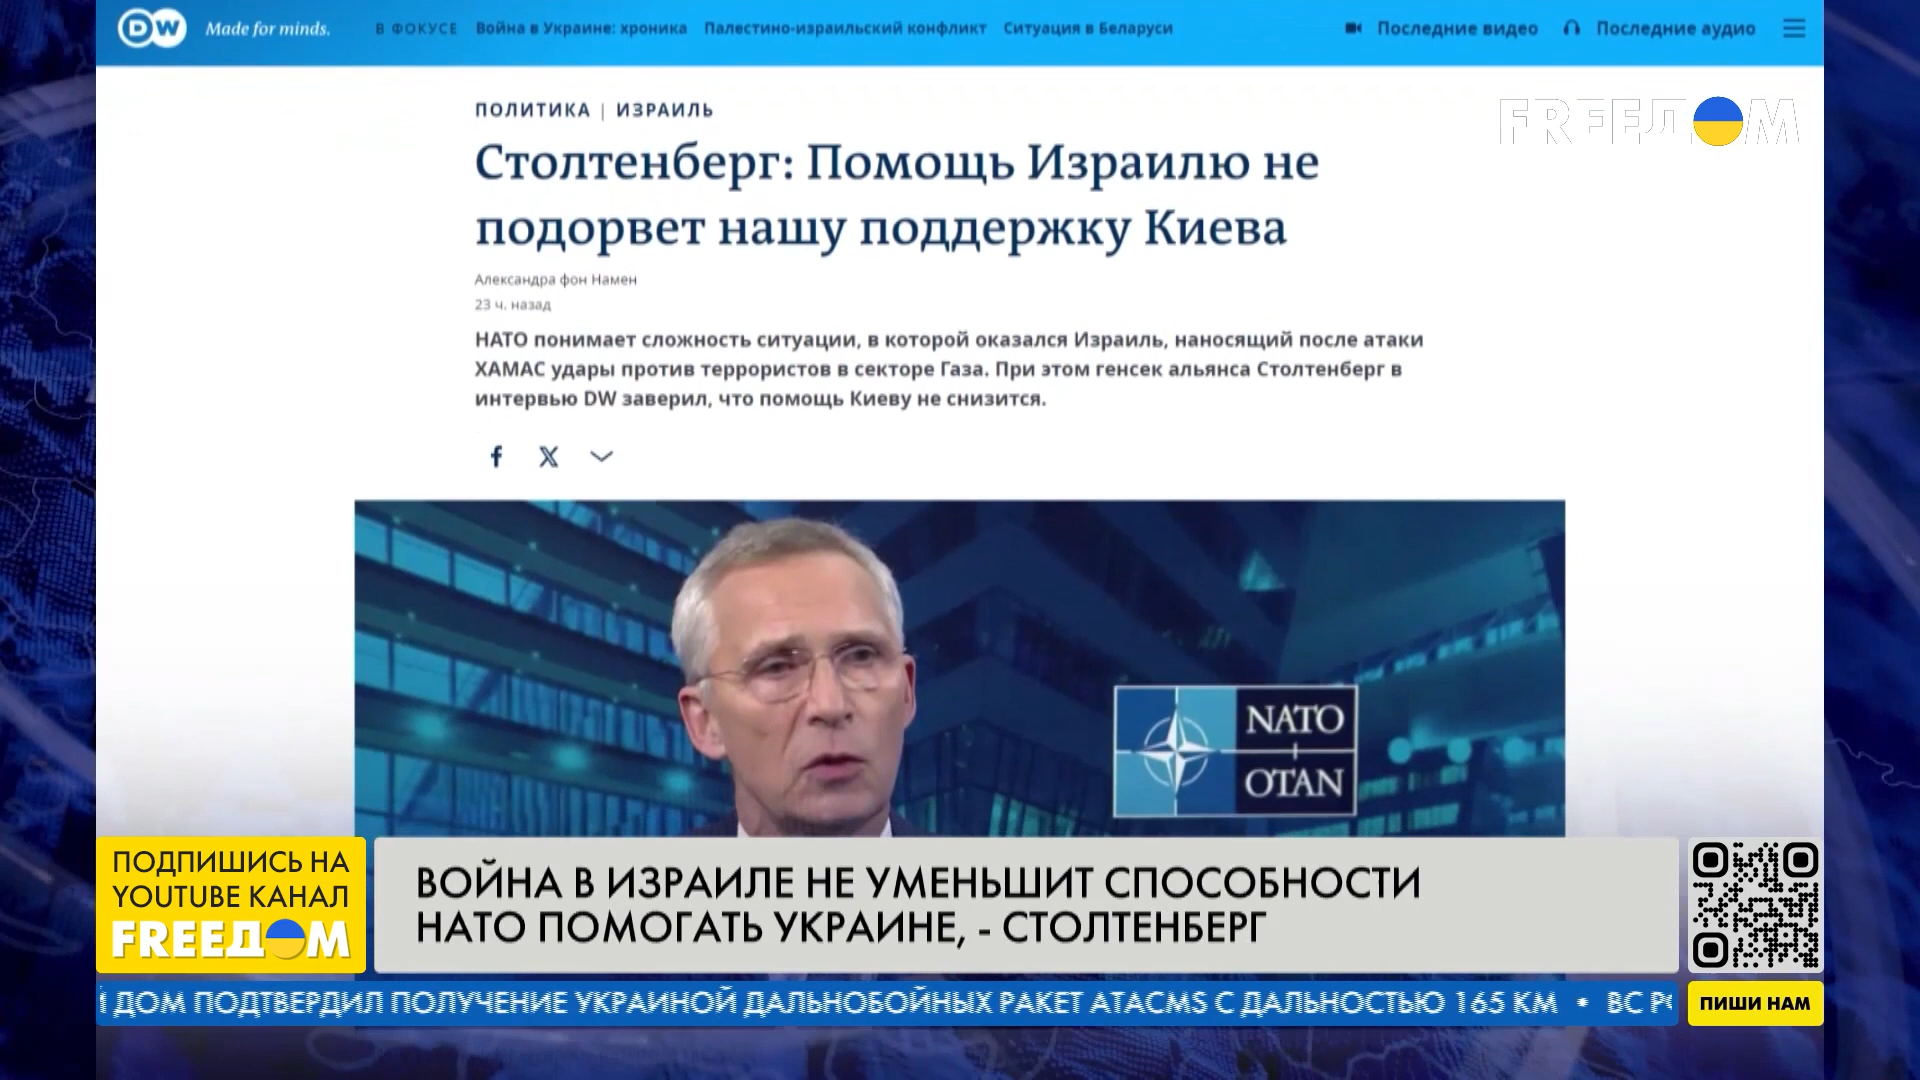 DW Made for minds. В ФОКУСЕ Война в Украине: хроника Палестино-израильский конфликт Ситуация в Беларуси Последние видео Последние аудио
ПОЛИТИКА | ИЗРАИЛЬ
FREEДОМ
Столтенберг: Помощь Израилю не
подорвет нашу поддержку Киева
Александра фон Намен
23 ч. назад
НАТО понимает сложность ситуации, в которой оказался Израиль, наносящий после атаки
ХАМАС удары против террористов в секторе Газа. При этом генсек альянса Столтенберг в
интервью DW заверил, что помощь Киеву не снизится.
NATO
OTAN
ПОДПИШИСЬ НА
YOUTUBE КАНАЛ
FREEДОМ
ВОЙНА В ИЗРАИЛЕ НЕ УМЕНЬШИТ СПОСОБНОСТИ
НАТО ПОМОГАТЬ УКРАИНЕ, - СТОЛТЕНБЕРГ
Й ДОМ ПОДТВЕРДИЛ ПОЛУЧЕНИЕ УКРАИНОЙ ДАЛЬНОБОЙНЫХ РАКЕТ ATACMS С ДАЛЬНОСТЬЮ 165 КМ • ВС
ПИШИ НАМ